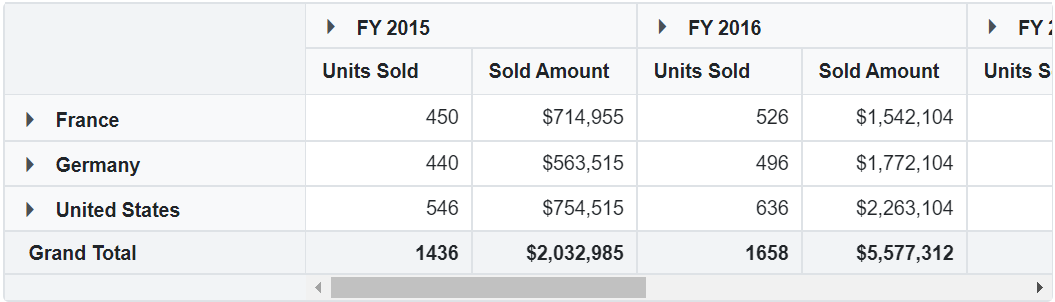 FY 2015 FY 2016 FY
Units Sold Sold Amount Units Sold Sold Amount Units S
France 450 $714,955 526 $1,542,104
Germany 440 $563,515 496 $1,772,104
United States 546 $754,515 636 $2,263,104
Grand Total 1436 $2,032,985 1658 $5,577,312